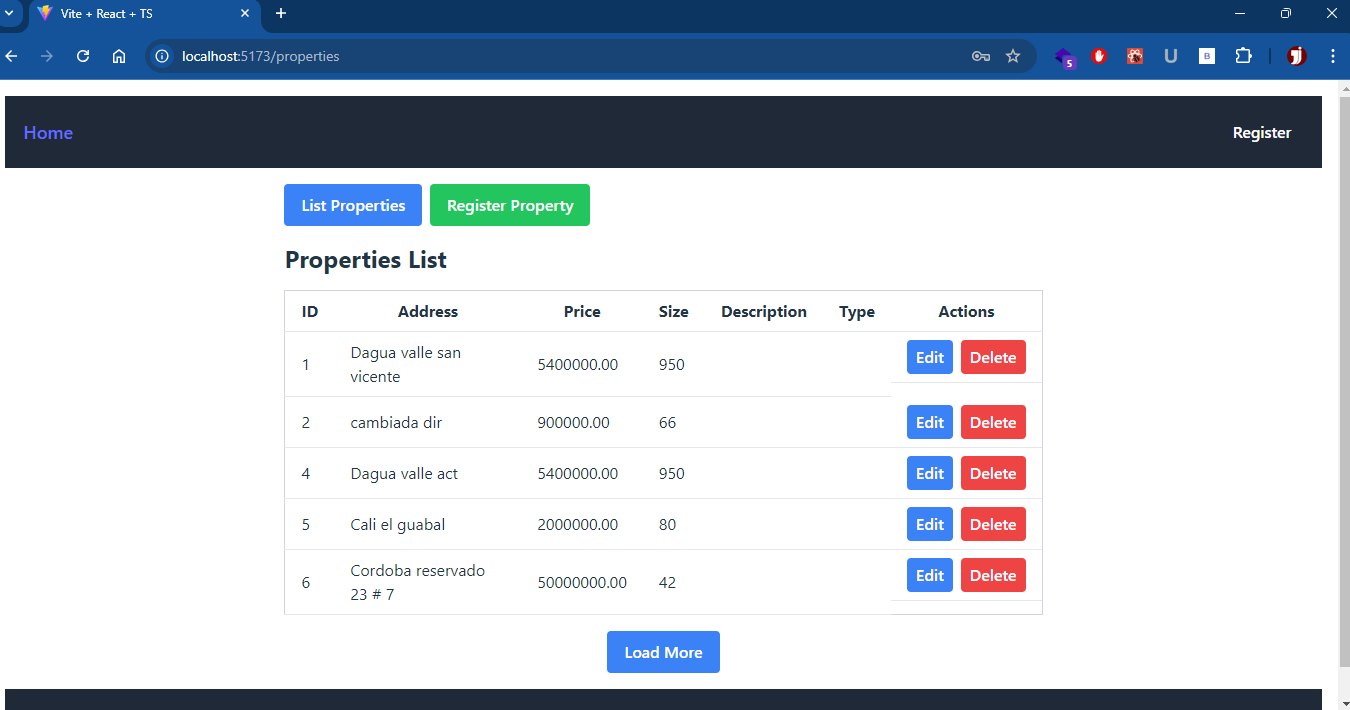 Vite + React + TS
localhost:5173/properties
5
U
B
Home
Register
List Properties
Register Property
Properties List
ID Address Price Size Description Type Actions
1 Dagua valle san vicente 5400000.00 950 Edit Delete
2 cambiada dir 900000.00 66 Edit Delete
4 Dagua valle act 5400000.00 950 Edit Delete
5 Cali el guabal 2000000.00 80 Edit Delete
6 Cordoba reservado 23 # 7 50000000.00 42 Edit Delete
Load More